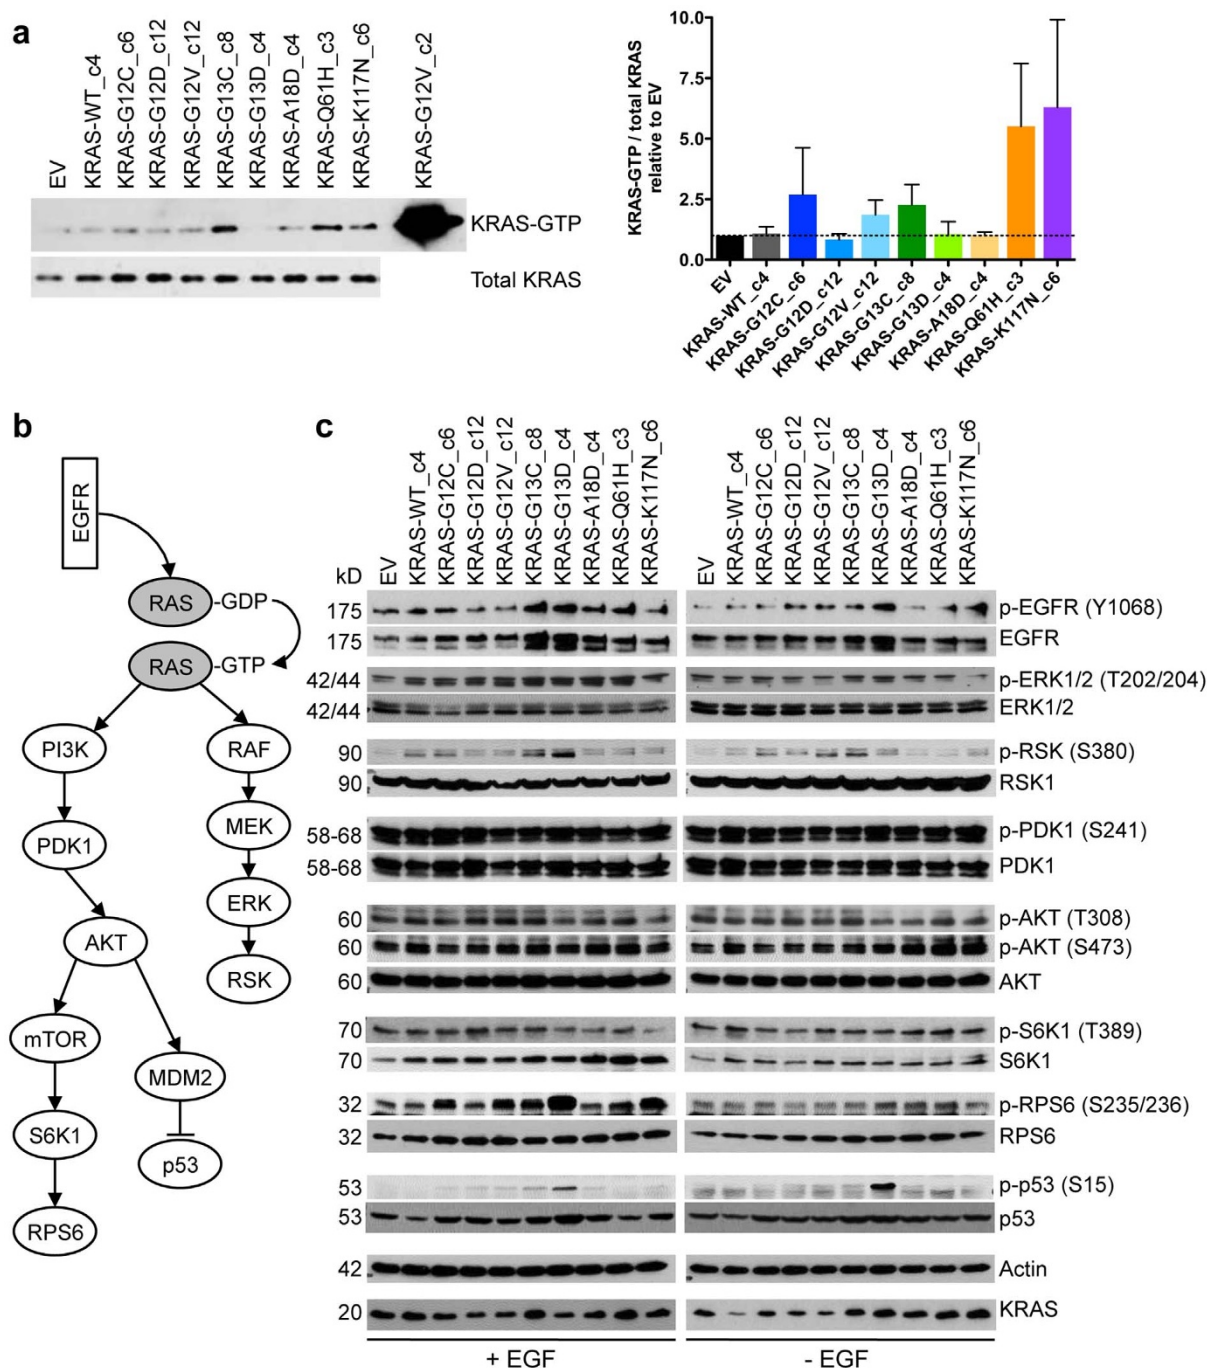 a
EV
KRAS-WT_c4
KRAS-G12C_c6
KRAS-G12D_c12
KRAS-G12V_c12
KRAS-G13C_c8
KRAS-G13D_c4
KRAS-A18D_c4
KRAS-Q61H_c3
KRAS-K117N_c6
KRAS-G12V_c2
KRAS-GTP
Total KRAS
KRAS-GTP / total KRAS
relative to EV
10.0
7.5
5.0
2.5
0.0
EV
KRAS-WT_c4
KRAS-G12C_c6
KRAS-G12D_c12
KRAS-G12V_c12
KRAS-G13C_c8
KRAS-G13D_c4
KRAS-A18D_c4
KRAS-Q61H_c3
KRAS-K117N_c6
b
EGFR
RAS -GDP
RAS -GTP
PI3K
RAF
PDK1
MEK
AKT
ERK
RSK
mTOR
MDM2
S6K1
p53
RPS6
c
kD
EV
KRAS-WT_c4
KRAS-G12C_c6
KRAS-G12D_c12
KRAS-G12V_c12
KRAS-G13C_c8
KRAS-G13D_c4
KRAS-A18D_c4
KRAS-Q61H_c3
KRAS-K117N_c6
EV
KRAS-WT_c4
KRAS-G12C_c6
KRAS-G12D_c12
KRAS-G12V_c12
KRAS-G13C_c8
KRAS-G13D_c4
KRAS-A18D_c4
KRAS-Q61H_c3
KRAS-K117N_c6
175 p-EGFR (Y1068)
175 EGFR
42/44 p-ERK1/2 (T202/204)
42/44 ERK1/2
90 p-RSK (S380)
90 RSK1
58-68 p-PDK1 (S241)
58-68 PDK1
60 p-AKT (T308)
60 p-AKT (S473)
60 AKT
70 p-S6K1 (T389)
70 S6K1
32 p-RPS6 (S235/236)
32 RPS6
53 p-p53 (S15)
53 p53
42 Actin
20 KRAS
+ EGF
- EGF